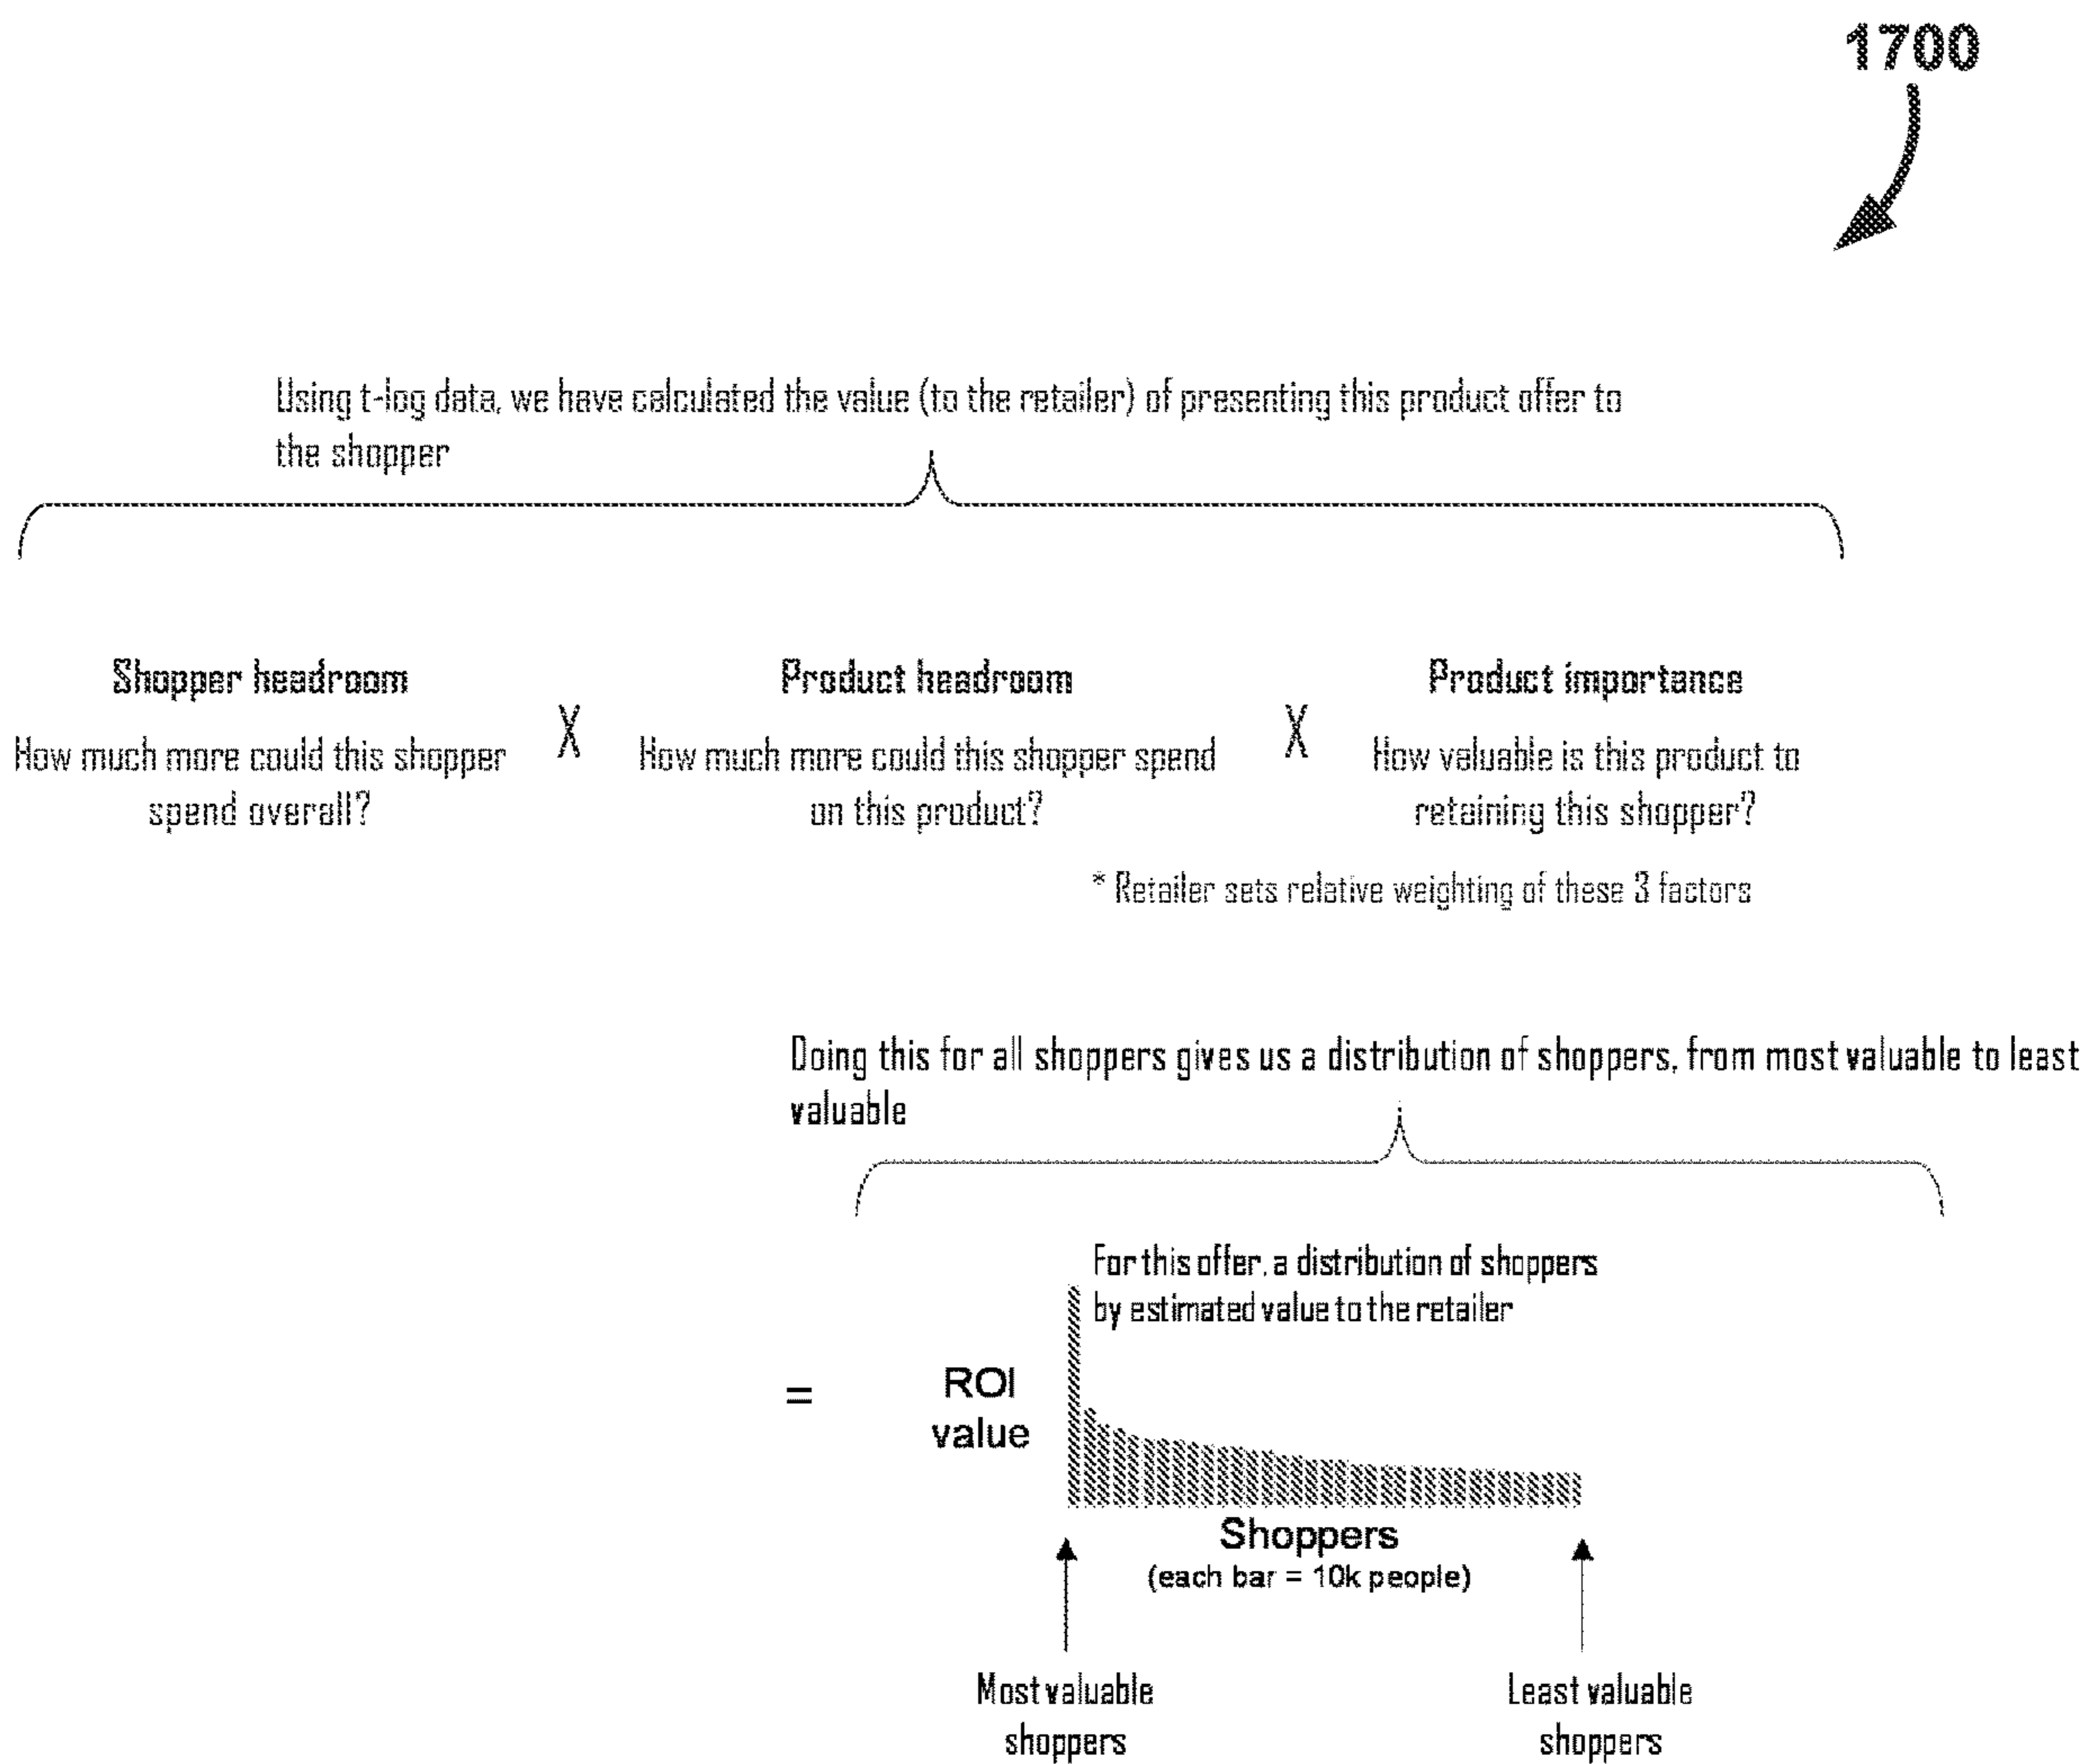 1700
Using t-log data, we have calculated the value (to the retailer) of presenting this product offer to
the shopper
Shopper headroom
How much more could this shopper
spend overall?
X
Product headroom
How much more could this shopper spend
on this product?
X
Product importance
How valuable is this product to
retaining this shopper?
* Retailer sets relative weighting of these 3 factors
Doing this for all shoppers gives us a distribution of shoppers, from most valuable to least
valuable
For this offer, a distribution of shoppers
by estimated value to the retailer
=
ROI
value
Shoppers
(each bar = 10k people)
Most valuable
shoppers
Least valuable
shoppers